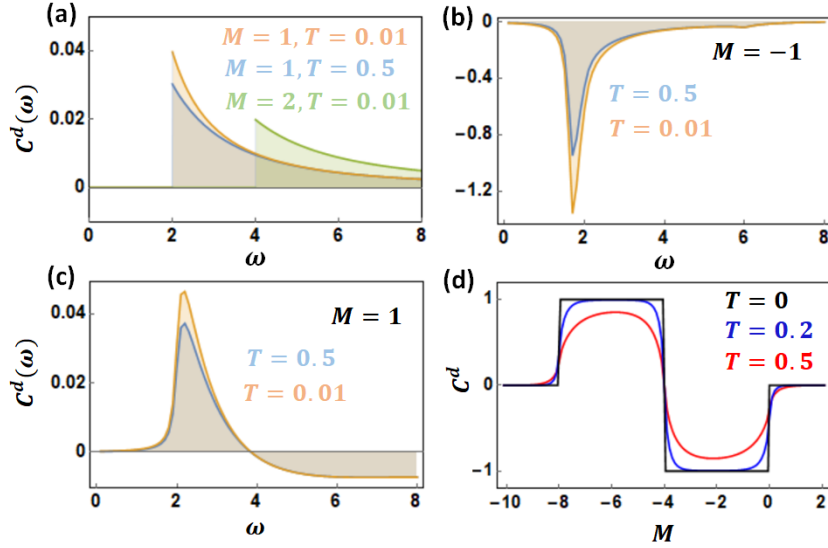 (a)
M = 1, T = 0.01
M = 1, T = 0.5
M = 2, T = 0.01
C^d(ω)
0.04
0.02
0
0 2 4 6 8
ω
(b)
M = −1
T = 0.5
T = 0.01
0
−0.4
−0.8
−1.2
0 2 4 6 8
ω
(c)
M = 1
T = 0.5
T = 0.01
C^d(ω)
0.04
0.02
0
0 2 4 6 8
ω
(d)
T = 0
T = 0.2
T = 0.5
C^d
1
0
−1
−10 −8 −6 −4 −2 0 2
M